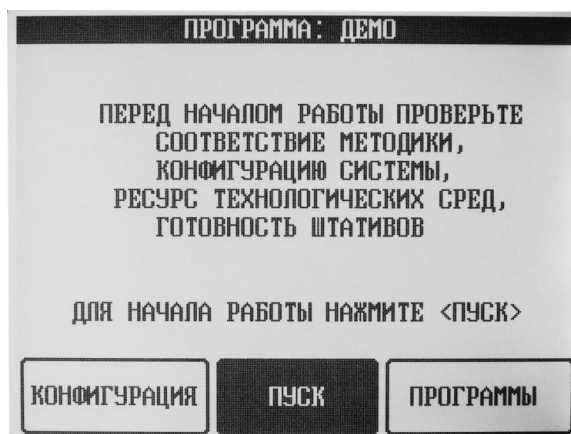 ПРОГРАММА: ДЕМО
ПЕРЕД НАЧАЛОМ РАБОТЫ ПРОВЕРЬТЕ
СООТВЕТСТВИЕ МЕТОДИКИ,
КОНФИГУРАЦИЮ СИСТЕМЫ,
РЕСУРС ТЕХНОЛОГИЧЕСКИХ СРЕД,
ГОТОВНОСТЬ ШТАТИВОВ
ДЛЯ НАЧАЛА РАБОТЫ НАЖМИТЕ <ПУСК>
КОНФИГУРАЦИЯ ПУСК ПРОГРАММЫ